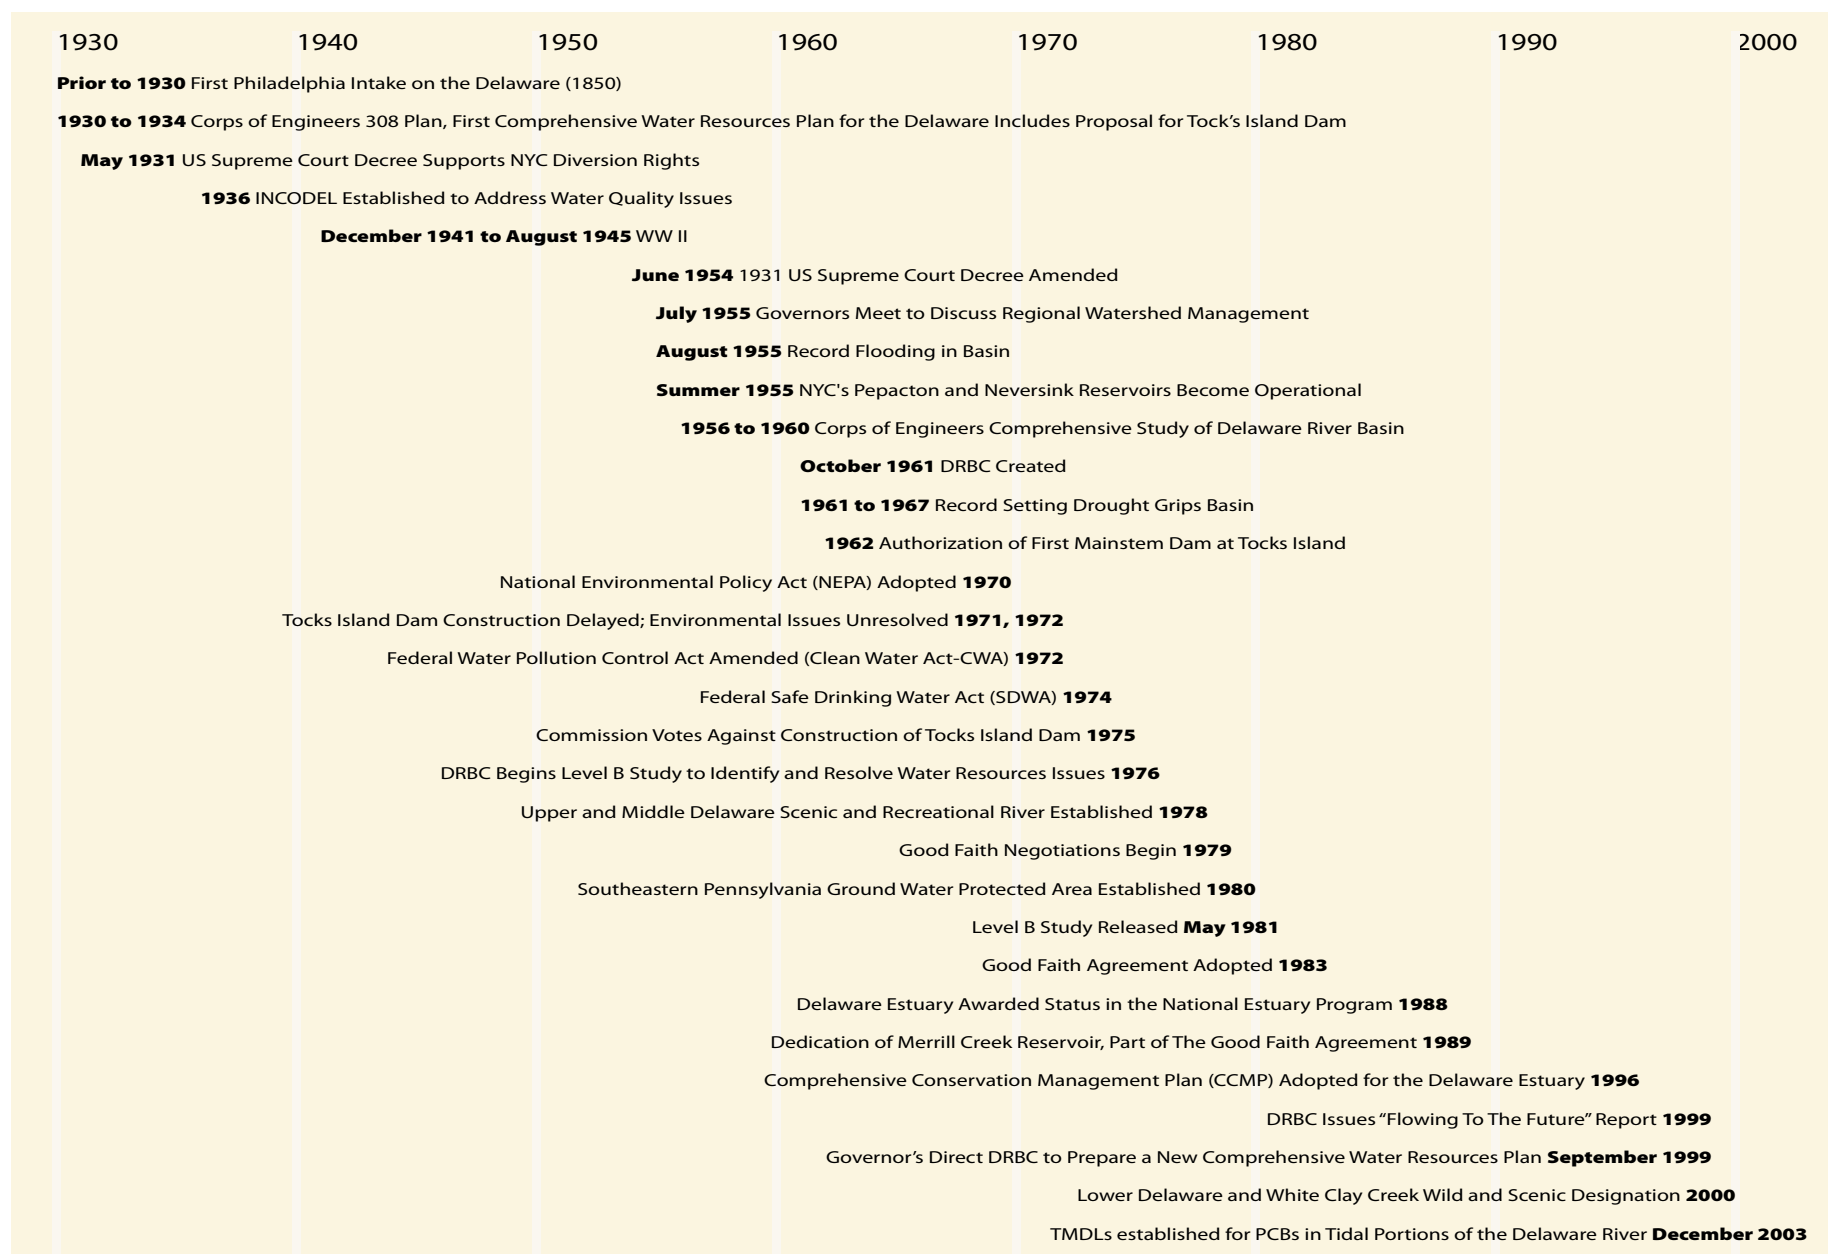 1930 1940 1950 1960 1970 1980 1990 2000
Prior to 1930 First Philadelphia Intake on the Delaware (1850)
1930 to 1934 Corps of Engineers 308 Plan, First Comprehensive Water Resources Plan for the Delaware Includes Proposal for Tock’s Island Dam
May 1931 US Supreme Court Decree Supports NYC Diversion Rights
1936 INCODEL Established to Address Water Quality Issues
December 1941 to August 1945 WW II
June 1954 1931 US Supreme Court Decree Amended
July 1955 Governors Meet to Discuss Regional Watershed Management
August 1955 Record Flooding in Basin
Summer 1955 NYC's Pepacton and Neversink Reservoirs Become Operational
1956 to 1960 Corps of Engineers Comprehensive Study of Delaware River Basin
October 1961 DRBC Created
1961 to 1967 Record Setting Drought Grips Basin
1962 Authorization of First Mainstem Dam at Tocks Island
National Environmental Policy Act (NEPA) Adopted 1970
Tocks Island Dam Construction Delayed; Environmental Issues Unresolved 1971, 1972
Federal Water Pollution Control Act Amended (Clean Water Act-CWA) 1972
Federal Safe Drinking Water Act (SDWA) 1974
Commission Votes Against Construction of Tocks Island Dam 1975
DRBC Begins Level B Study to Identify and Resolve Water Resources Issues 1976
Upper and Middle Delaware Scenic and Recreational River Established 1978
Good Faith Negotiations Begin 1979
Southeastern Pennsylvania Ground Water Protected Area Established 1980
Level B Study Released May 1981
Good Faith Agreement Adopted 1983
Delaware Estuary Awarded Status in the National Estuary Program 1988
Dedication of Merrill Creek Reservoir, Part of The Good Faith Agreement 1989
Comprehensive Conservation Management Plan (CCMP) Adopted for the Delaware Estuary 1996
DRBC Issues “Flowing To The Future” Report 1999
Governor’s Direct DRBC to Prepare a New Comprehensive Water Resources Plan September 1999
Lower Delaware and White Clay Creek Wild and Scenic Designation 2000
TMDLs established for PCBs in Tidal Portions of the Delaware River December 2003